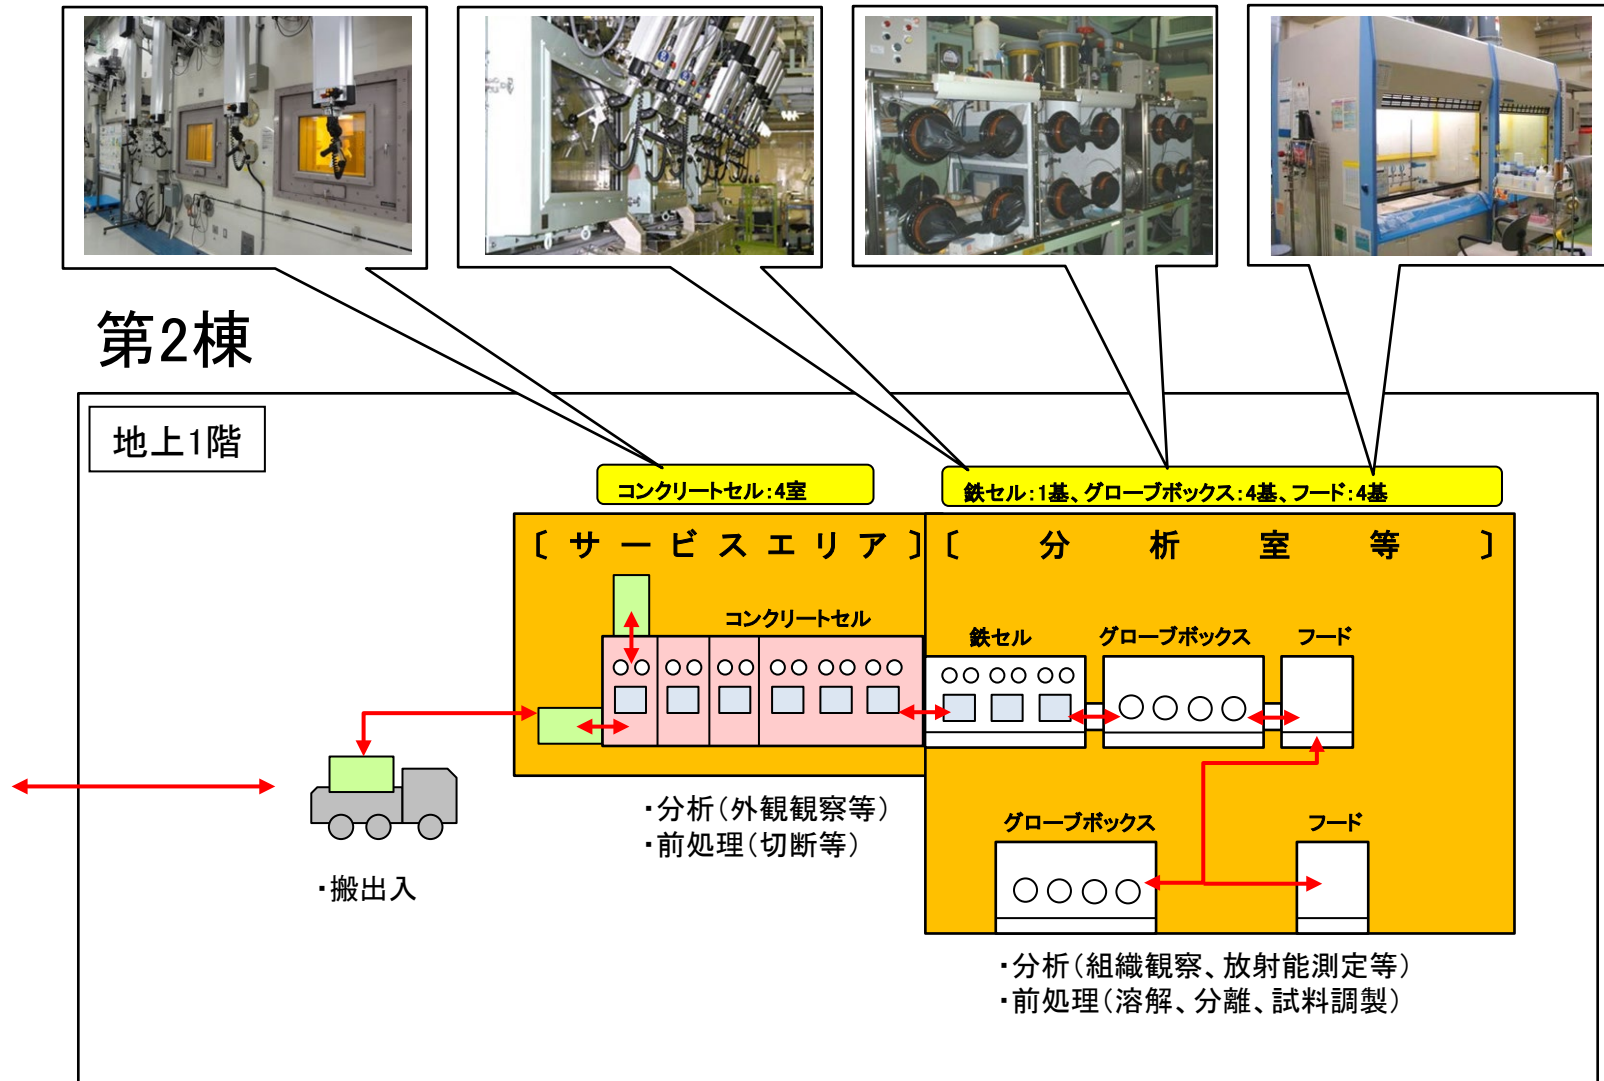 第2棟
地上1階
コンクリートセル:4室
鉄セル:1基、グローブボックス:4基、フード:4基
〔サービスエリア〕
〔分析室等〕
コンクリートセル
鉄セル
グローブボックス
フード
・分析(外観観察等)
・前処理(切断等)
グローブボックス
フード
・搬出入
・分析(組織観察、放射能測定等)
・前処理(溶解、分離、試料調製)